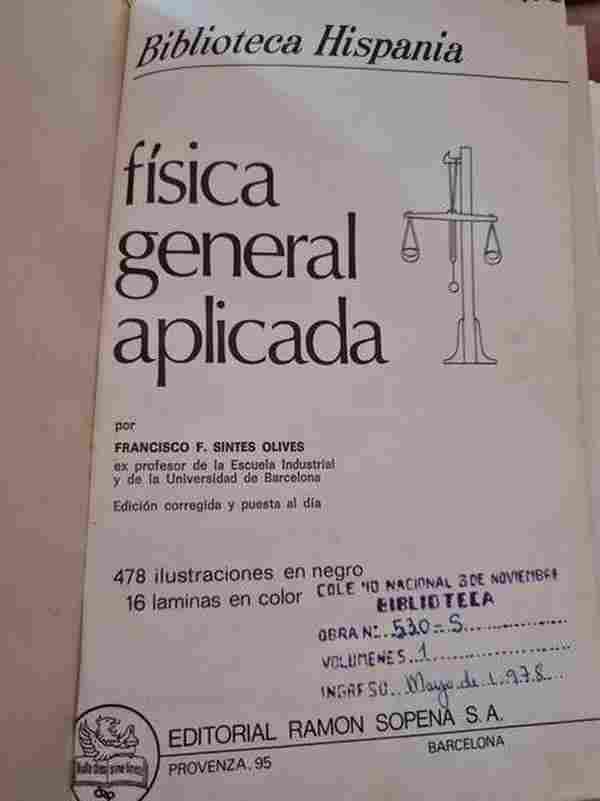 Biblioteca Hispania
física
general
aplicada
por
FRANCISCO F. SINTES OLIVES
ex profesor de la Escuela Industrial
y de la Universidad de Barcelona
Edición corregida y puesta al día
478 ilustraciones en negro
16 laminas en color
COLE IO NACIONAL 3 DE NOVIEMBRE
BIBLIOTECA
OBRA Nº. 530-S
VOLUMENES. 1
INGRESO. Mayo de 1.978
EDITORIAL RAMON SOPENA S.A.
PROVENZA, 95
BARCELONA